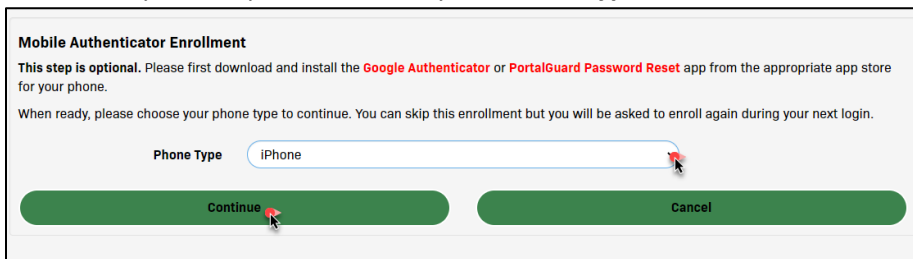 Mobile Authenticator Enrollment
This step is optional. Please first download and install the Google Authenticator or PortalGuard Password Reset app from the appropriate app store
for your phone.
When ready, please choose your phone type to continue. You can skip this enrollment but you will be asked to enroll again during your next login.
Phone Type iPhone
Continue Cancel